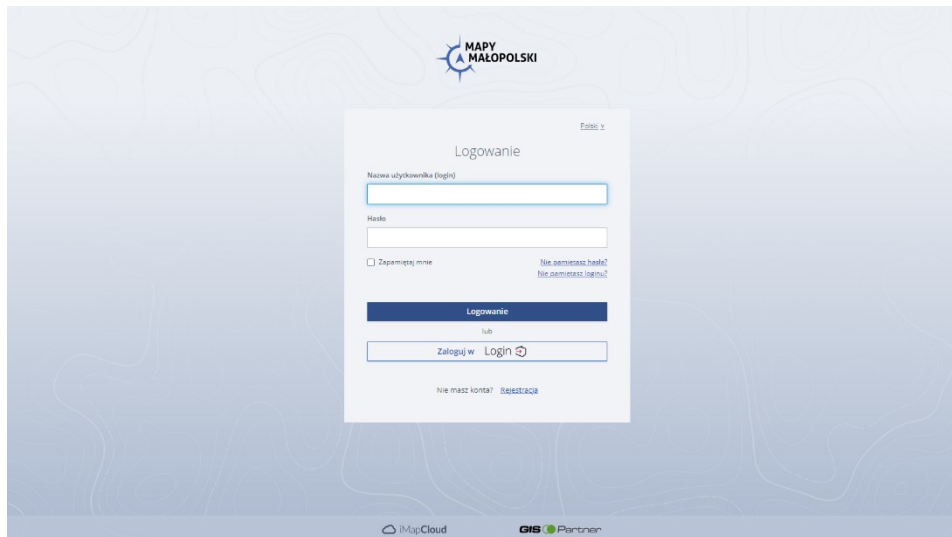 MAPY
MAŁOPOLSKI
Polski
Logowanie
Nazwa użytkownika (login)
Hasło
Zapamiętaj mnie
Nie pamiętasz hasła?
Nie pamiętasz loginu?
Logowanie
lub
Zaloguj w Login
Nie masz konta? Rejestracja
iMapCloud
GIS Partner